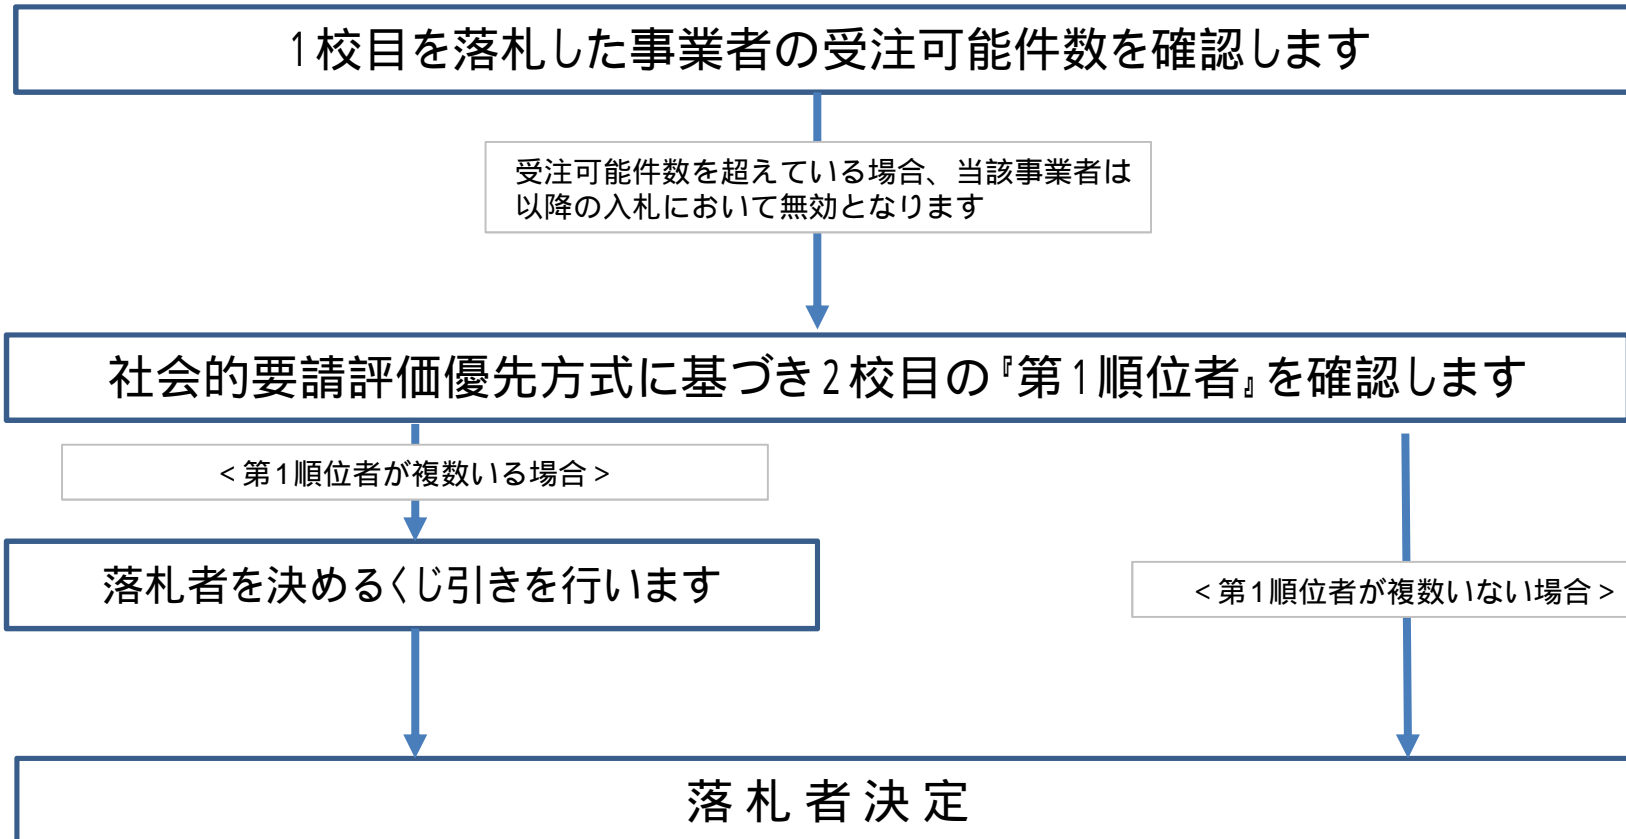 1校目を落札した事業者の受注可能件数を確認します
受注可能件数を超えている場合、当該事業者は
以降の入札において無効となります
社会的要請評価優先方式に基づき2校目の『第1順位者』を確認します
<第1順位者が複数いる場合>
落札者を決めるくじ引きを行います
<第1順位者が複数いない場合>
落札者決定